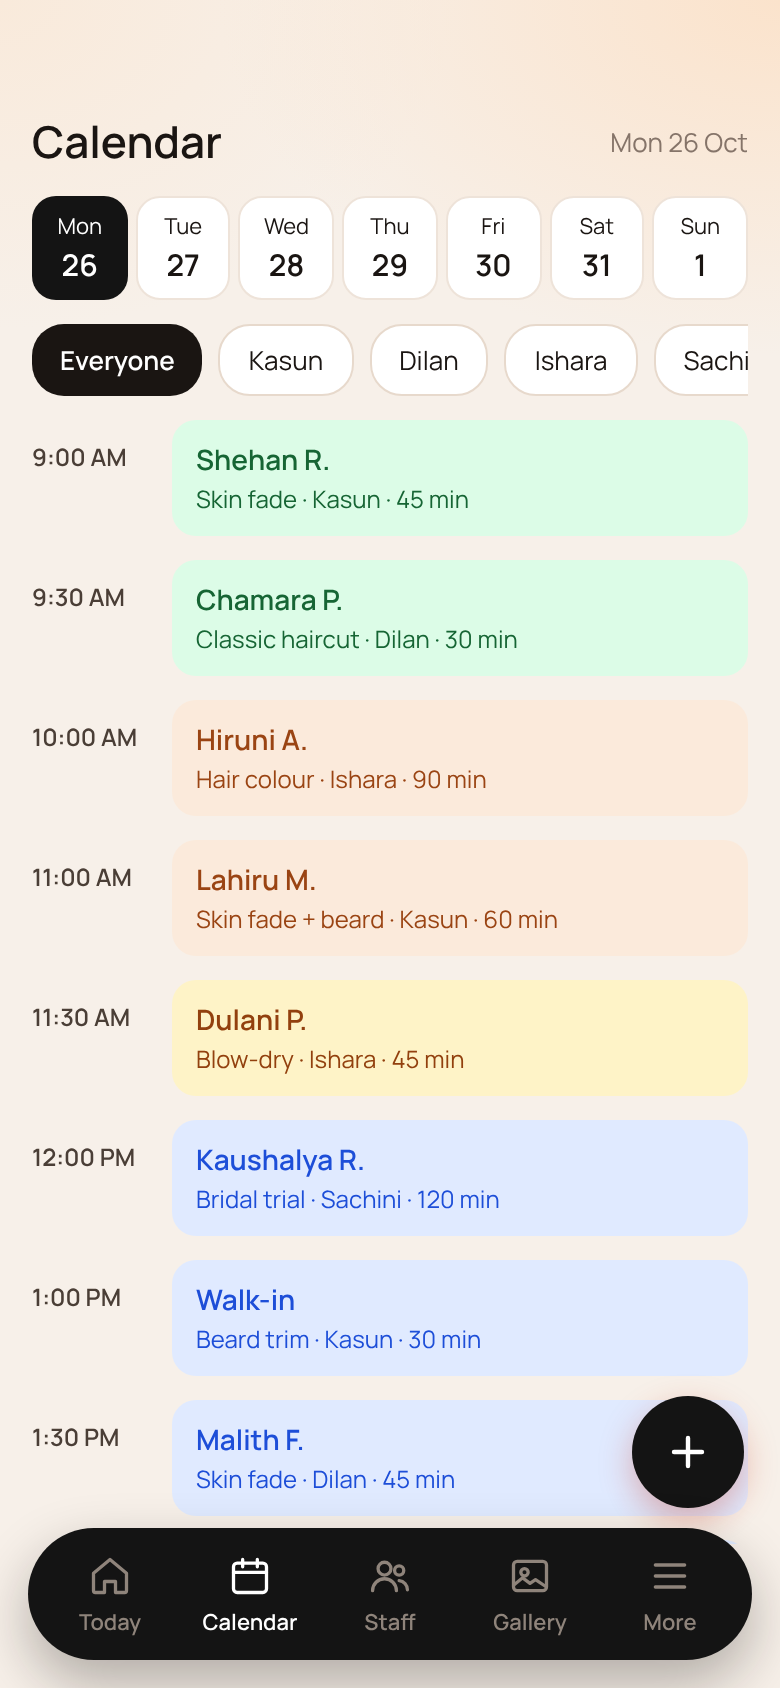 Calendar
Mon 26 Oct
Mon Tue Wed Thu Fri Sat Sun
26 27 28 29 30 31 1
Everyone Kasun Dilan Ishara Sachi
9:00 AM
Shehan R.
Skin fade · Kasun · 45 min
9:30 AM
Chamara P.
Classic haircut · Dilan · 30 min
10:00 AM
Hiruni A.
Hair colour · Ishara · 90 min
11:00 AM
Lahiru M.
Skin fade + beard · Kasun · 60 min
11:30 AM
Dulani P.
Blow-dry · Ishara · 45 min
12:00 PM
Kaushalya R.
Bridal trial · Sachini · 120 min
1:00 PM
Walk-in
Beard trim · Kasun · 30 min
1:30 PM
Malith F.
Skin fade · Dilan · 45 min
Today Calendar Staff Gallery More